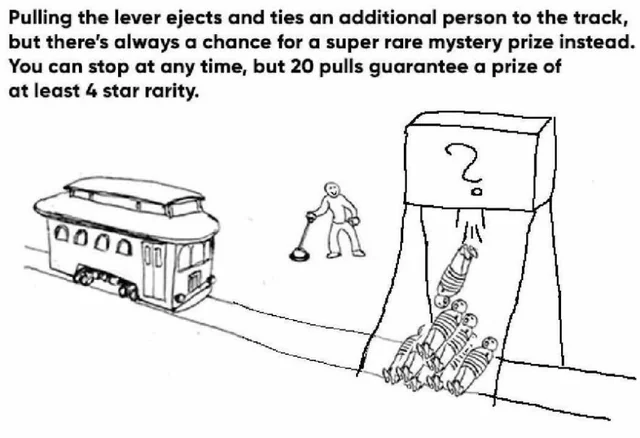 Pulling the lever ejects and ties an additional person to the track,
but there's always a chance for a super rare mystery prize instead.
You can stop at any time, but 20 pulls guarantee a prize of
at least 4 star rarity.
?